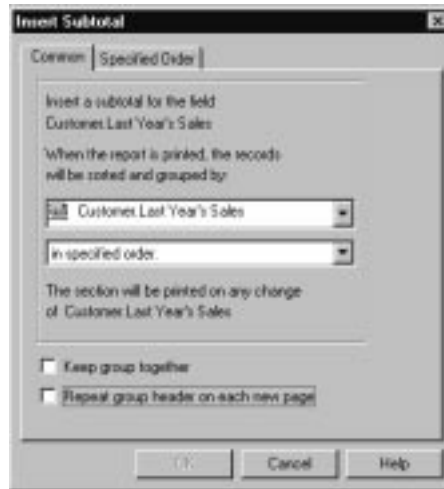 Insert Subtotal
Common Specified Order
Insert a subtotal for the field
Customer.Last Year's Sales
When the report is printed, the records
will be sorted and grouped by:
Customer.Last Year's Sales
in specified order.
The section will be printed on any change
of Customer.Last Year's Sales
Keep group together
Repeat group header on each new page
OK Cancel Help